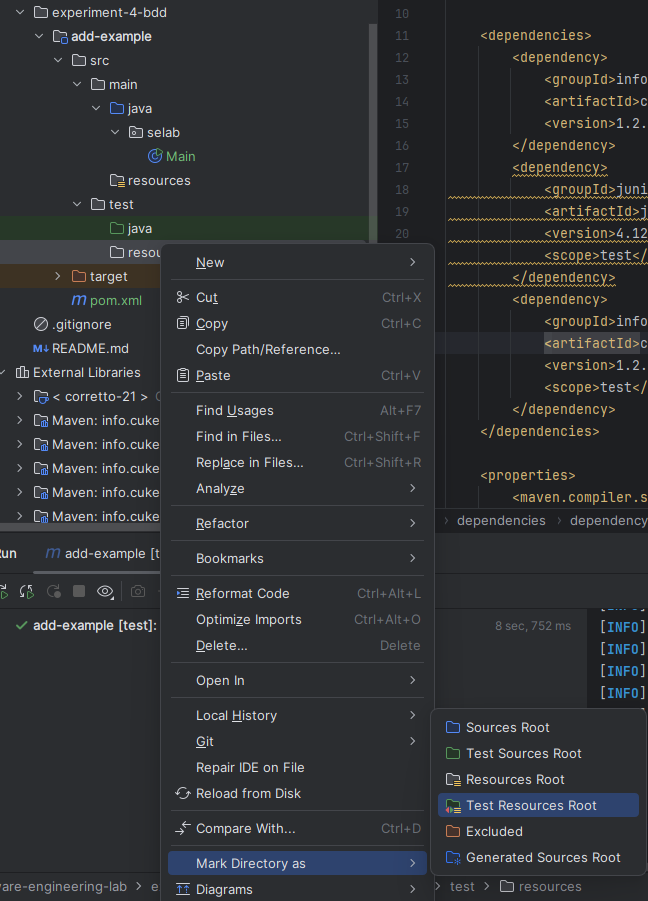 experiment-4-bdd
add-example
src
main
java
selab
Main
resources
test
java
resou
target
pom.xml
.gitignore
M↓ README.md
External Libraries
< corretto-21 >
Maven: info.cuke
Maven: info.cuke
Maven: info.cuke
Maven: info.cuke
Maven: info.cuke
10
11 <dependencies>
12 <dependency>
13 <groupId>info
14 <artifactId>c
15 <version>1.2.
16 </dependency>
17 <dependency>
18 <groupId>juni
19 <artifactId>j
20 <version>4.12
<scope>test</
</dependency>
<dependency>
<groupId>info
<artifactId>c
<version>1.2.
<scope>test</
</dependency>
</dependencies>
<properties>
<maven.compiler.s
dependencies > dependency
New
Cut Ctrl+X
Copy Ctrl+C
Copy Path/Reference...
Paste Ctrl+V
Find Usages Alt+F7
Find in Files... Ctrl+Shift+F
Replace in Files... Ctrl+Shift+R
Analyze
Refactor
Bookmarks
Reformat Code Ctrl+Alt+L
Optimize Imports Ctrl+Alt+O
Delete... Delete
Open In
Local History
Git
Repair IDE on File
Reload from Disk
Compare With... Ctrl+D
Mark Directory as
Diagrams
Sources Root
Test Sources Root
Resources Root
Test Resources Root
Excluded
Generated Sources Root
Run
m add-example [t
add-example [test]: 8 sec, 752 ms
[INFO]
[INFO]
[INFO]
[INFO]
[INFO]
ware-engineering-lab > e
test > resources